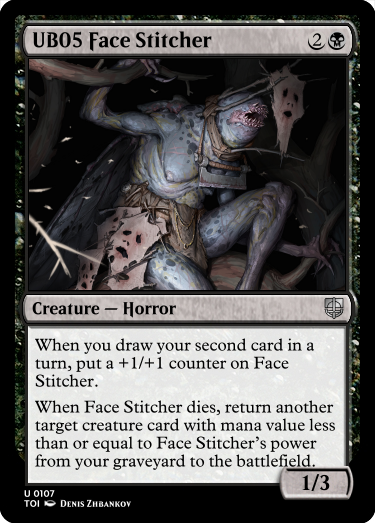 UB05 Face Stitcher
2
Creature — Horror
When you draw your second card in a
turn, put a +1/+1 counter on Face
Stitcher.
When Face Stitcher dies, return another
target creature card with mana value less
than or equal to Face Stitcher's power
from your graveyard to the battlefield.
1/3
U 0107
TOI Denis Zhbankov